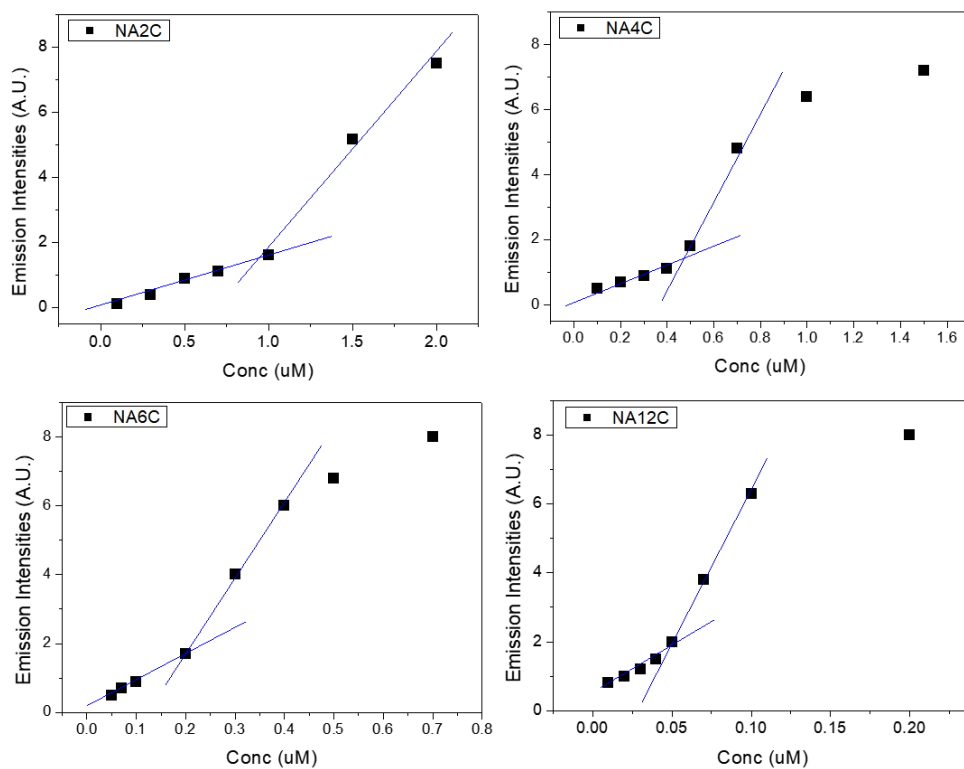 NA2C
Emission Intensities (A.U.)
8
6
4
2
0
0.0 0.5 1.0 1.5 2.0
Conc (uM)
NA4C
Emission Intensities (A.U.)
8
6
4
2
0
0.0 0.2 0.4 0.6 0.8 1.0 1.2 1.4 1.6
Conc (uM)
NA6C
Emission Intensities (A.U.)
8
6
4
2
0
0.0 0.1 0.2 0.3 0.4 0.5 0.6 0.7 0.8
Conc (uM)
NA12C
Emission Intensities (A.U.)
8
6
4
2
0
0.00 0.05 0.10 0.15 0.20
Conc (uM)